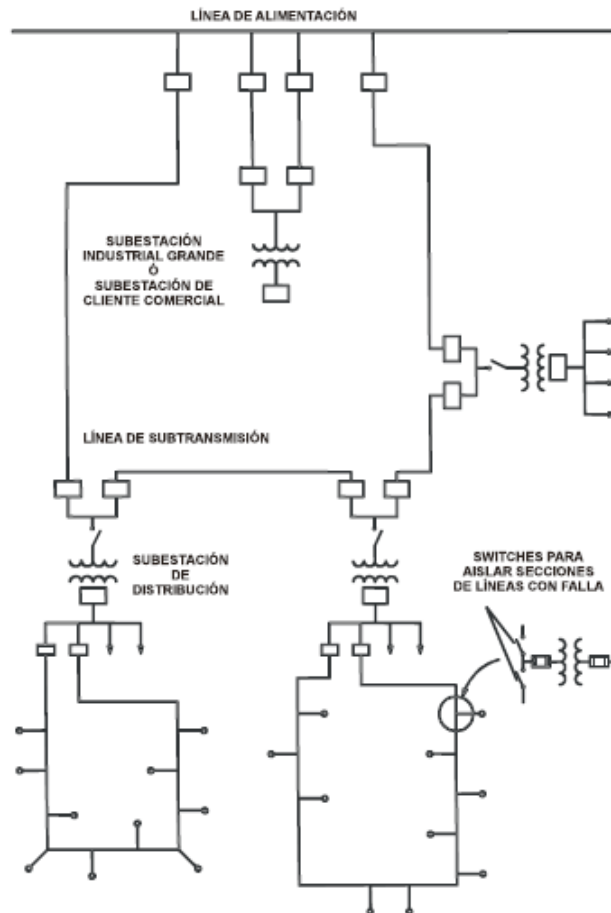 LÍNEA DE ALIMENTACIÓN
SUBESTACIÓN
INDUSTRIAL GRANDE
Ó
SUBESTACIÓN DE
CLIENTE COMERCIAL
LÍNEA DE SUBTRANSMISIÓN
SUBESTACIÓN
DE
DISTRIBUCIÓN
SWITCHES PARA
AISLAR SECCIONES
DE LÍNEAS CON FALLA